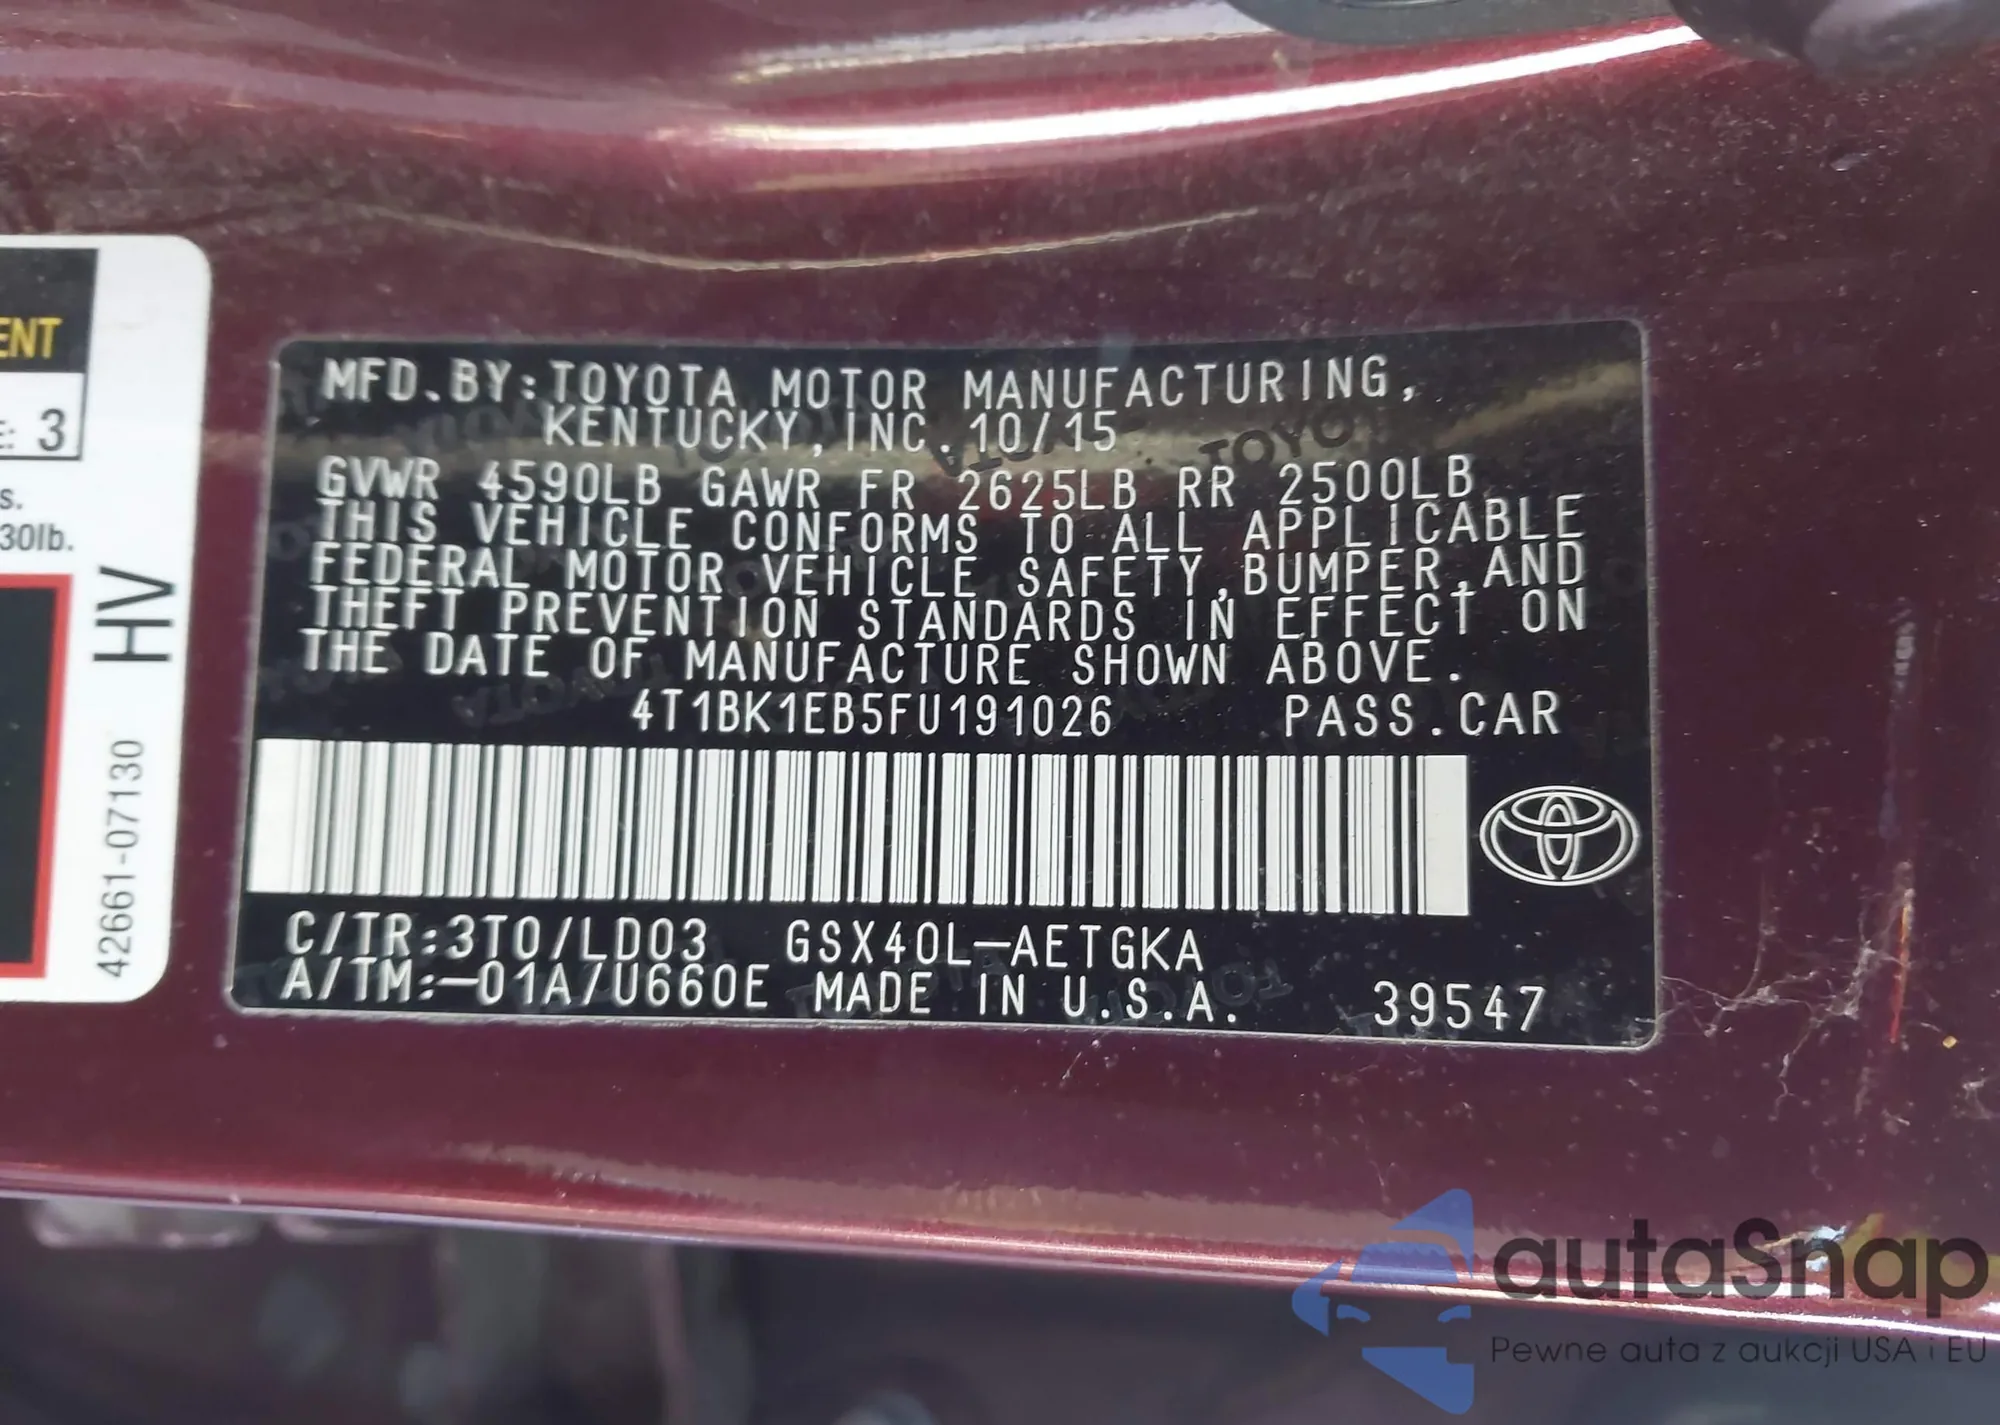 ENT
E: 3
s.
30lb.
HV
42661-07130
MFD.BY:TOYOTA MOTOR MANUFACTURING,
KENTUCKY,INC.10/15
GVWR 4590LB GAWR FR 2625LB RR 2500LB
THIS VEHICLE CONFORMS TO ALL APPLICABLE
FEDERAL MOTOR VEHICLE SAFETY,BUMPER,AND
THEFT PREVENTION STANDARDS IN EFFECT ON
THE DATE OF MANUFACTURE SHOWN ABOVE.
4T1BK1EB5FU191026 PASS.CAR
C/TR:3T0/LD03 GSX40L-AETGKA
A/TM:-01A/U660E MADE IN U.S.A. 39547
autaSnap
Pewne auta z aukcji USA i EU